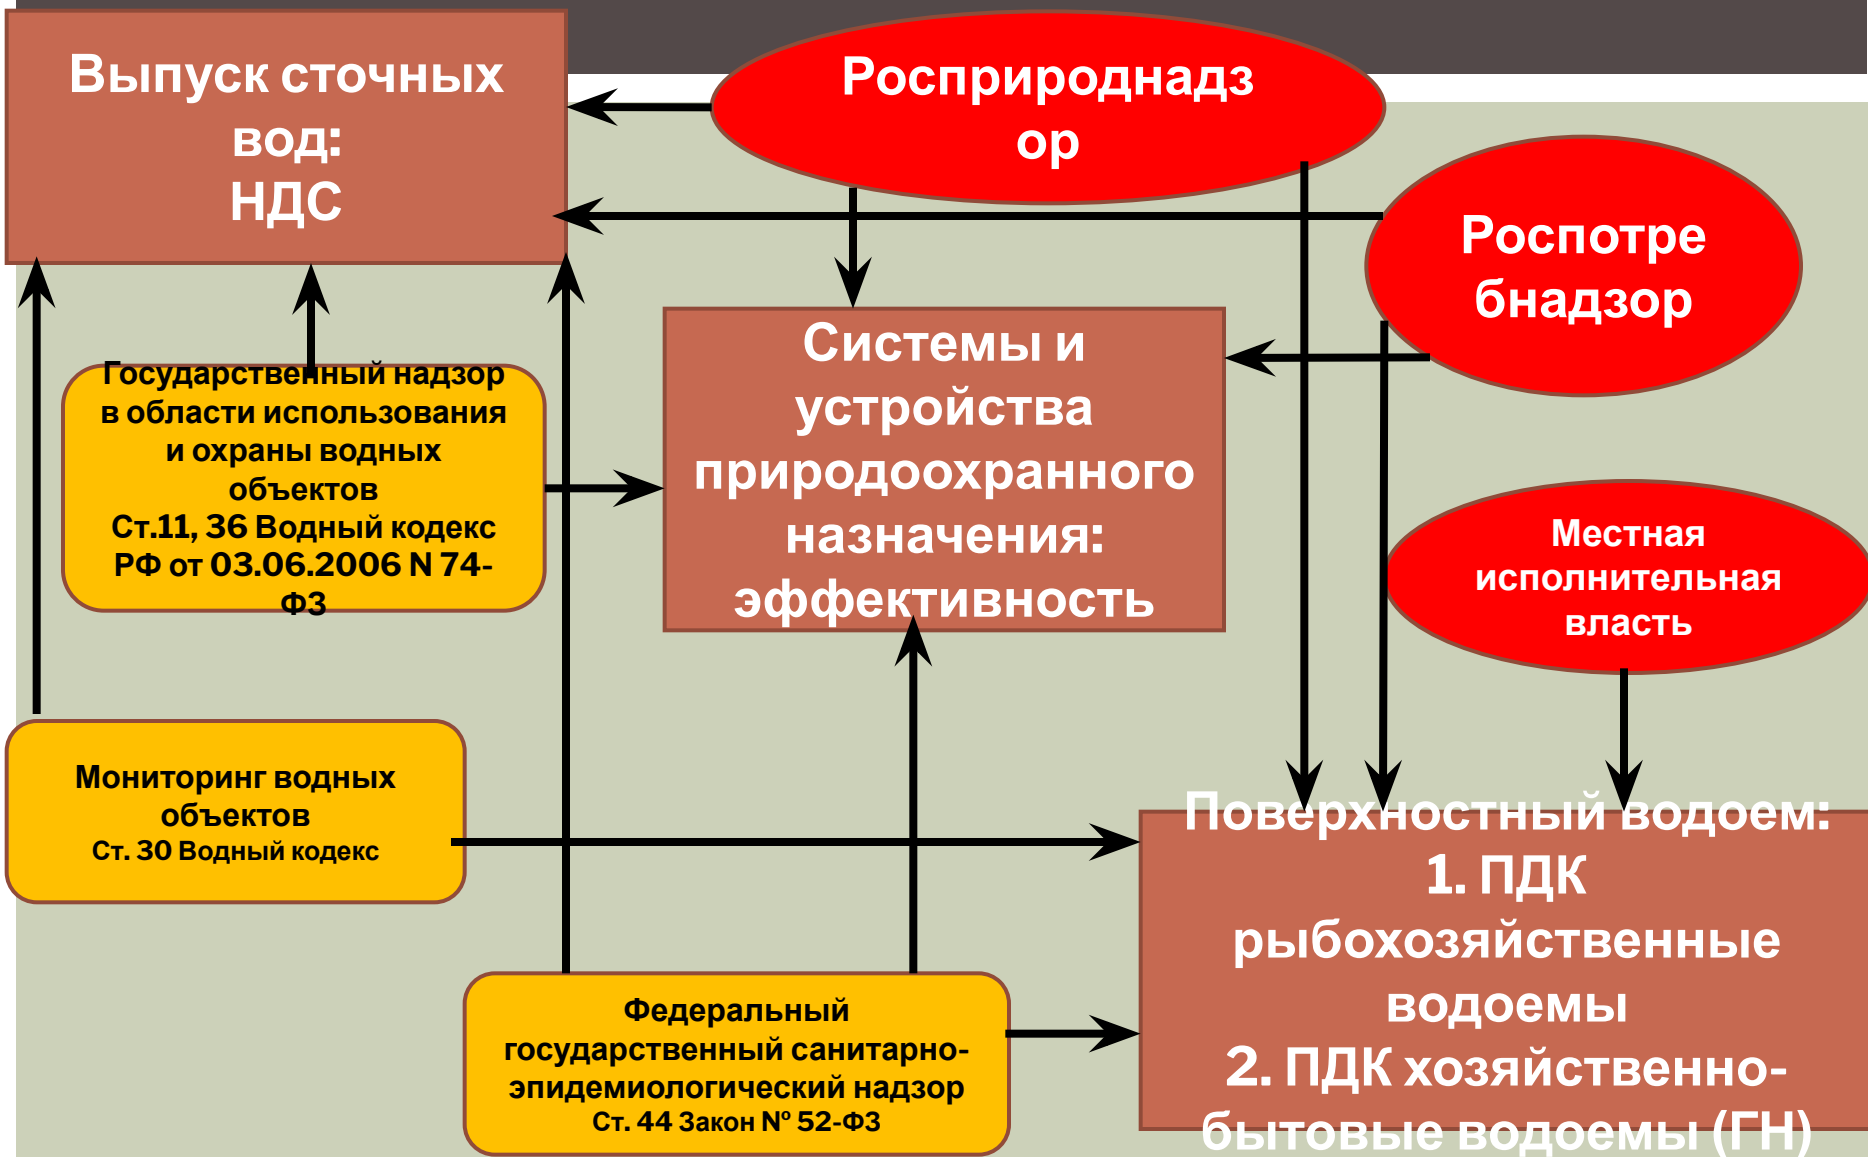 Выпуск сточных
вод:
НДС
Росприроднадз
ор
Роспотре
бнадзор
Системы и
устройства
природоохранного
назначения:
эффективность
Государственный надзор
в области использования
и охраны водных
объектов
Ст.11, 36 Водный кодекс
РФ от 03.06.2006 N 74-
ФЗ
Местная
исполнительная
власть
Мониторинг водных
объектов
Ст. 30 Водный кодекс
Поверхностный водоем:
1. ПДК
рыбохозяйственные
водоемы
2. ПДК хозяйственно-
бытовые водоемы (ГН)
Федеральный
государственный санитарно-
эпидемиологический надзор
Ст. 44 Закон № 52-ФЗ